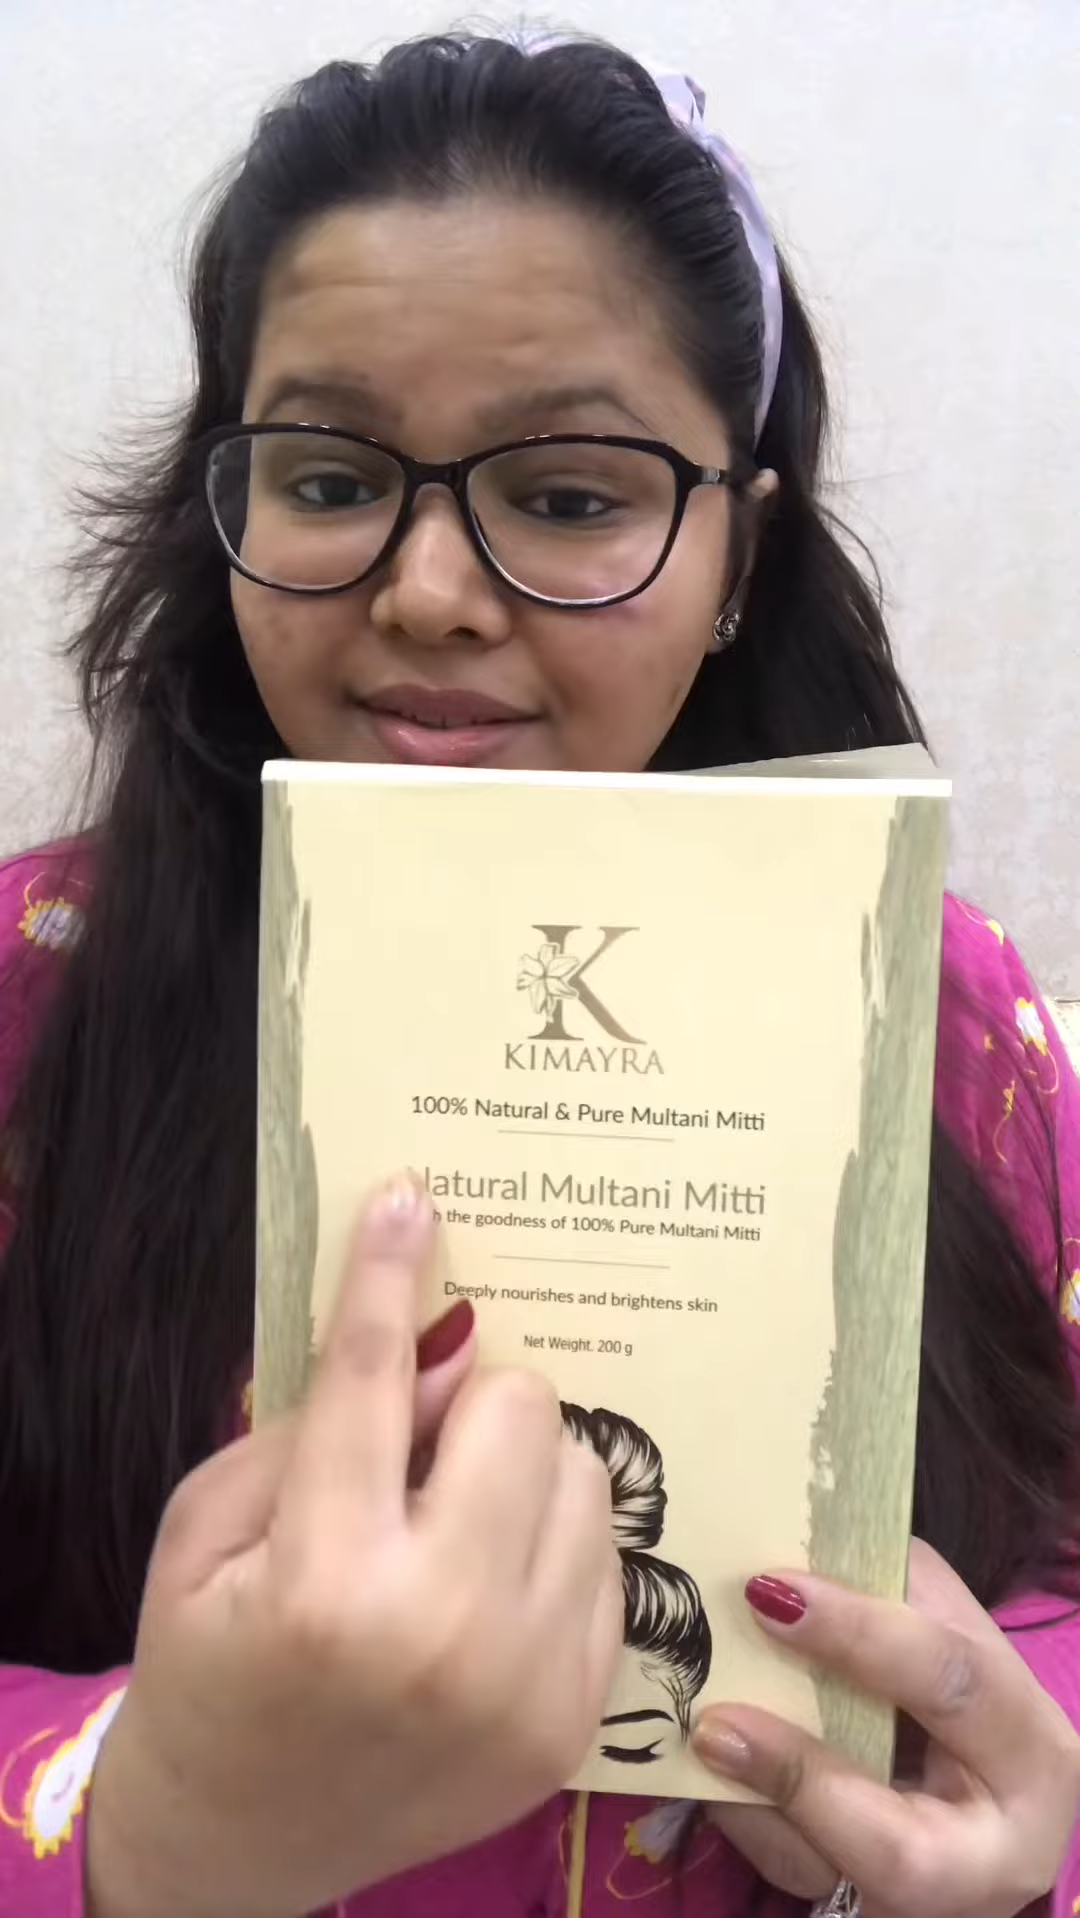 K
KIMAYRA
100% Natural & Pure Multani Mitti
Natural Multani Mitti
the goodness of 100% Pure Multani Mitti
Deeply nourishes and brightens skin
Net Weight. 200 g